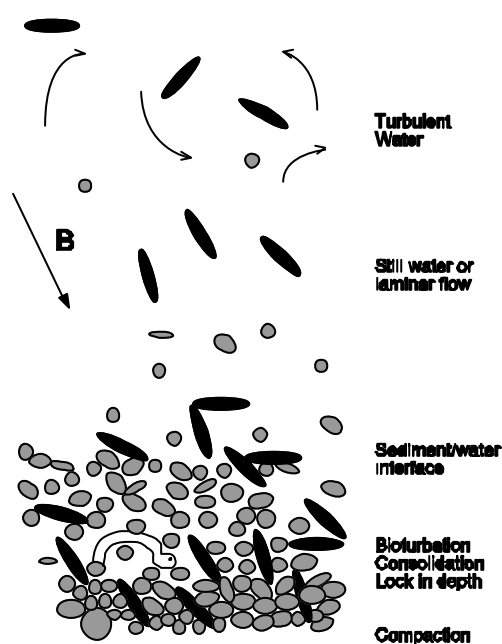 Turbulent
Water
B
Still water or
laminar flow
Sediment/water
interface
Bioturbation
Consolidation
Lock in depth
Compaction